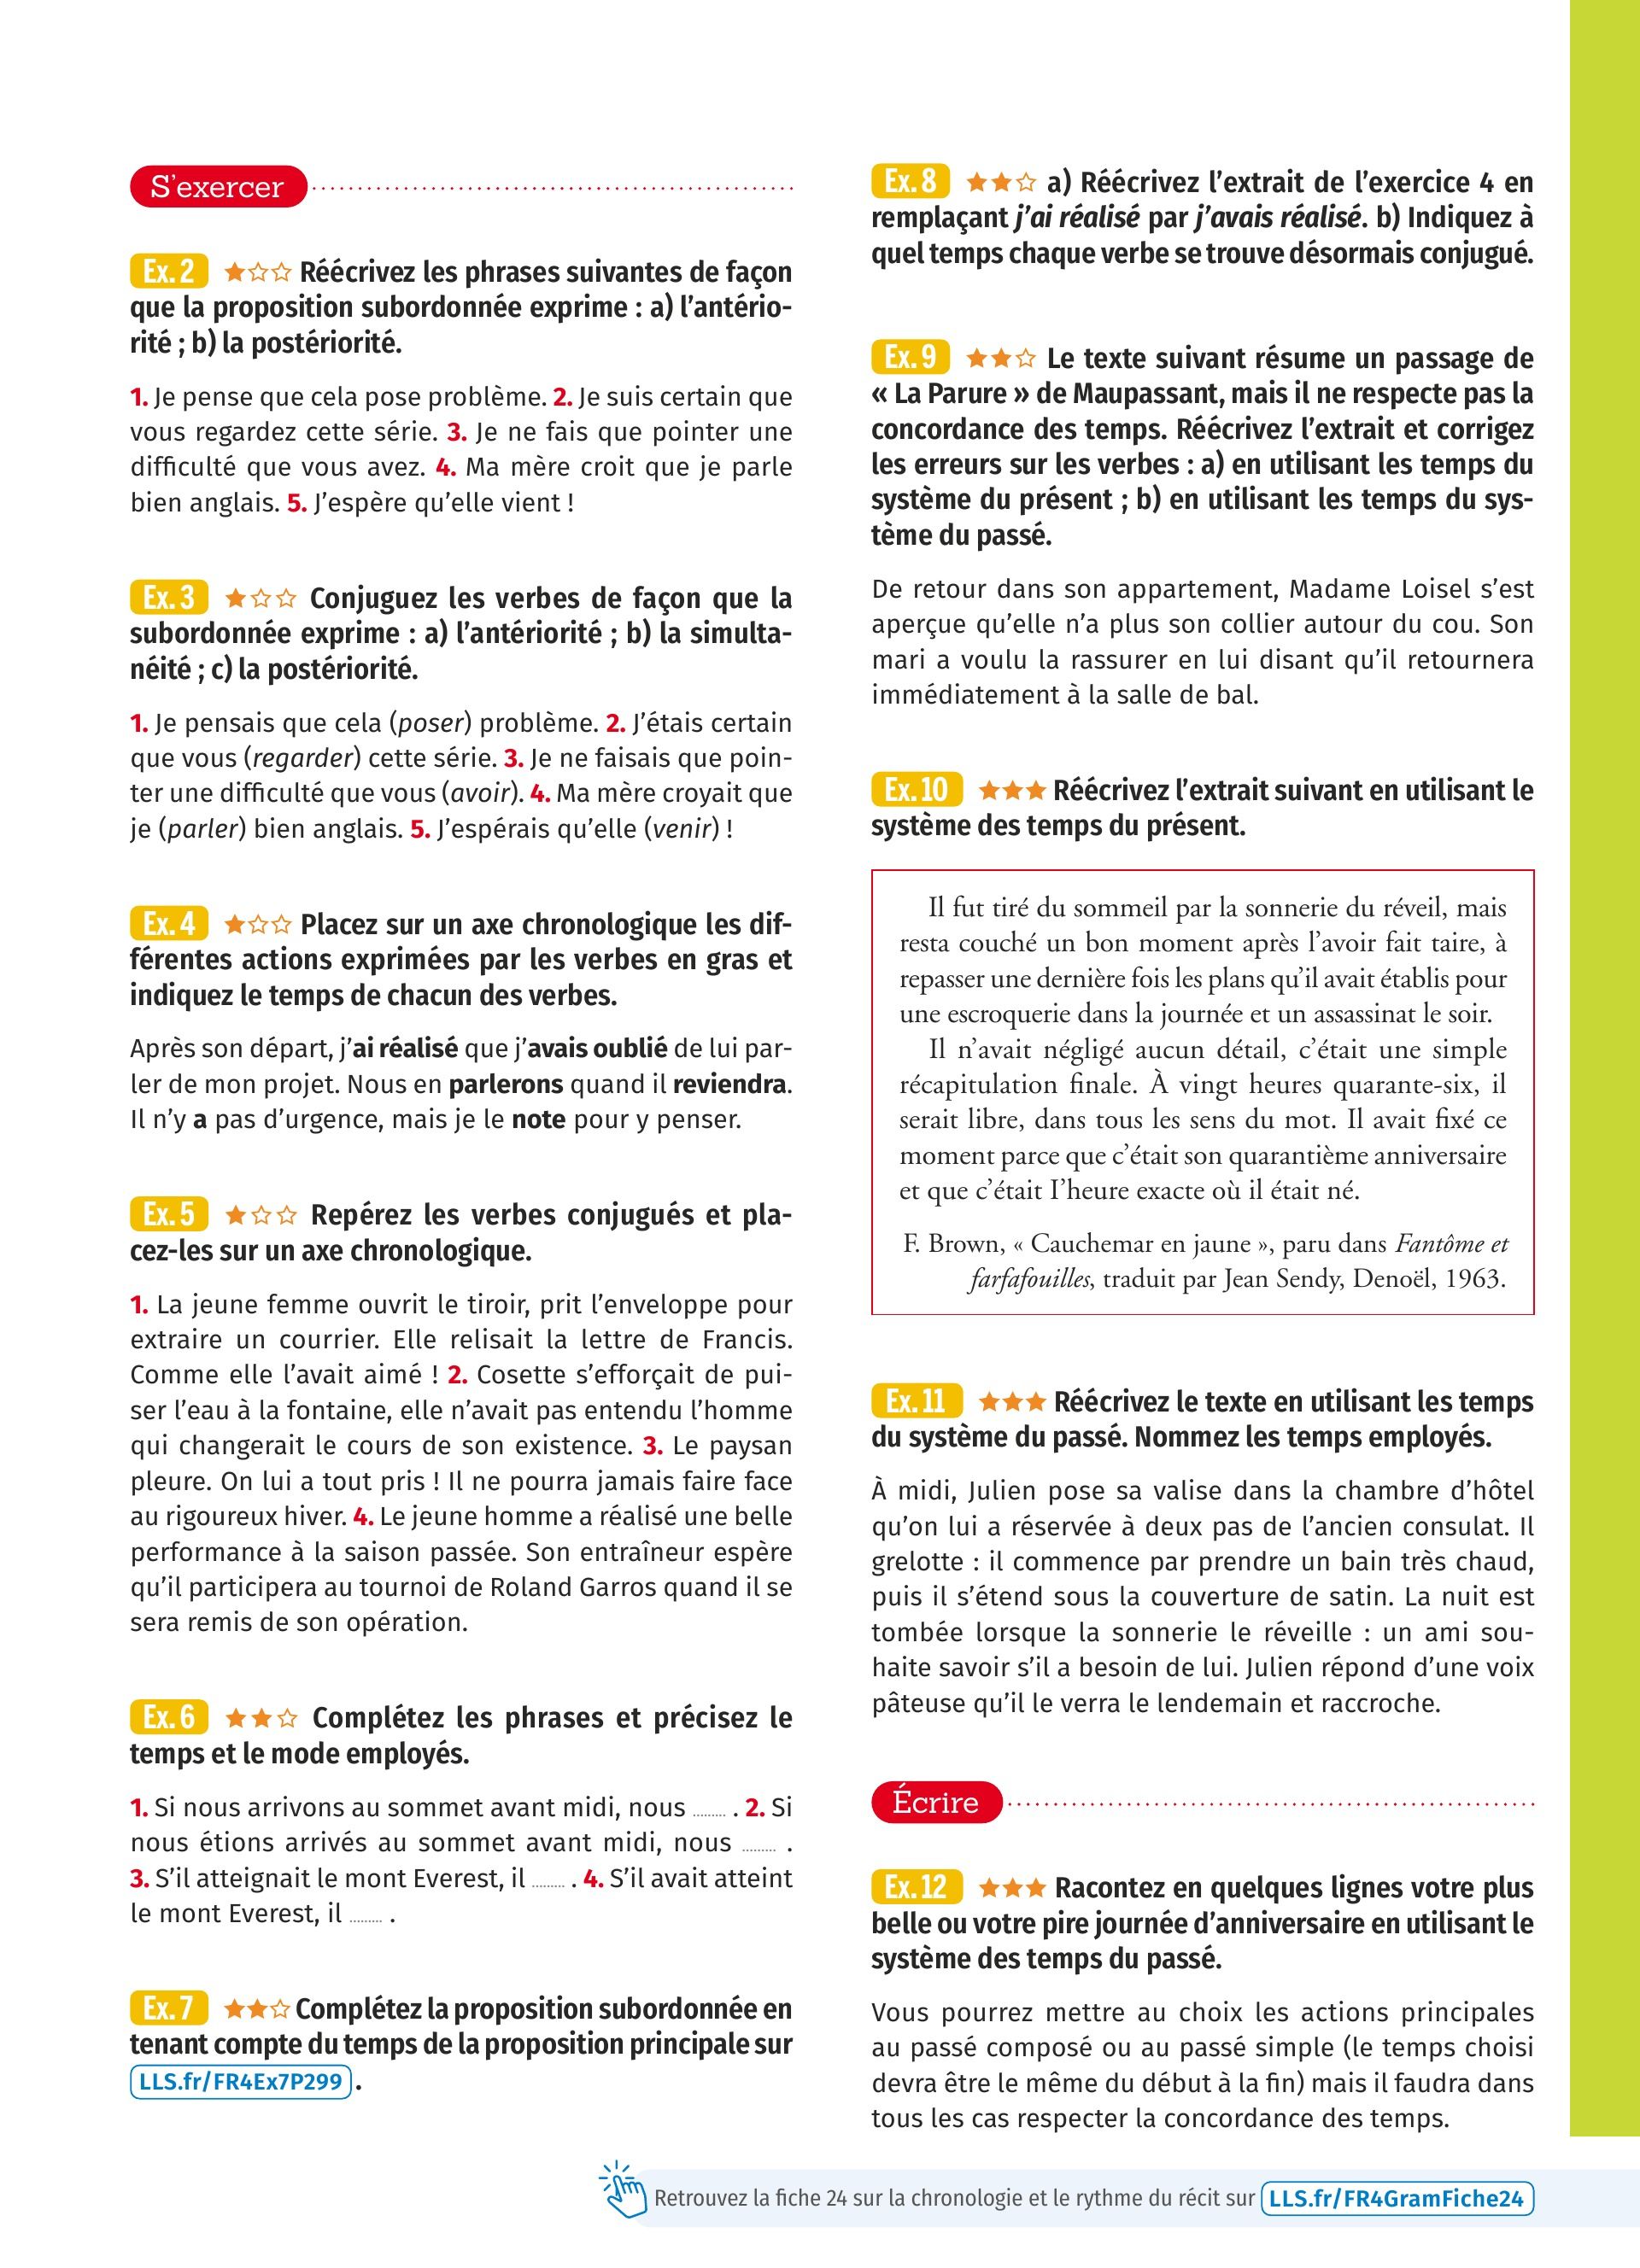 S'exercer
Ex. 2 ★☆☆ Réécrivez les phrases suivantes de façon
que la proposition subordonnée exprime : a) l'antério-
rité ; b) la postériorité.
1. Je pense que cela pose problème. 2. Je suis certain que
vous regardez cette série. 3. Je ne fais que pointer une
difficulté que vous avez. 4. Ma mère croit que je parle
bien anglais. 5. J'espère qu'elle vient !
Ex. 3 ★☆☆ Conjuguez les verbes de façon que la
subordonnée exprime : a) l'antériorité ; b) la simulta-
néité ; c) la postériorité.
1. Je pensais que cela (poser) problème. 2. J'étais certain
que vous (regarder) cette série. 3. Je ne faisais que poin-
ter une difficulté que vous (avoir). 4. Ma mère croyait que
je (parler) bien anglais. 5. J'espérais qu'elle (venir) !
Ex. 4 ★☆☆ Placez sur un axe chronologique les dif-
férentes actions exprimées par les verbes en gras et
indiquez le temps de chacun des verbes.
Après son départ, j'ai réalisé que j'avais oublié de lui par-
ler de mon projet. Nous en parlerons quand il reviendra.
Il n'y a pas d'urgence, mais je le note pour y penser.
Ex. 5 ★☆☆ Repérez les verbes conjugués et pla-
cez-les sur un axe chronologique.
1. La jeune femme ouvrit le tiroir, prit l'enveloppe pour
extraire un courrier. Elle relisait la lettre de Francis.
Comme elle l'avait aimé ! 2. Cosette s'efforçait de pui-
ser l'eau à la fontaine, elle n'avait pas entendu l'homme
qui changerait le cours de son existence. 3. Le paysan
pleure. On lui a tout pris ! Il ne pourra jamais faire face
au rigoureux hiver. 4. Le jeune homme a réalisé une belle
performance à la saison passée. Son entraîneur espère
qu'il participera au tournoi de Roland Garros quand il se
sera remis de son opération.
Ex. 6 ★★☆ Complétez les phrases et précisez le
temps et le mode employés.
1. Si nous arrivons au sommet avant midi, nous ......... . 2. Si
nous étions arrivés au sommet avant midi, nous ......... .
3. S'il atteignait le mont Everest, il ......... . 4. S'il avait atteint
le mont Everest, il ......... .
Ex. 7 ★★☆ Complétez la proposition subordonnée en
tenant compte du temps de la proposition principale sur
LLS.fr/FR4Ex7P299 .
Ex. 8 ★★☆ a) Réécrivez l'extrait de l'exercice 4 en
remplaçant j'ai réalisé par j'avais réalisé. b) Indiquez à
quel temps chaque verbe se trouve désormais conjugué.
Ex. 9 ★★☆ Le texte suivant résume un passage de
« La Parure » de Maupassant, mais il ne respecte pas la
concordance des temps. Réécrivez l'extrait et corrigez
les erreurs sur les verbes : a) en utilisant les temps du
système du présent ; b) en utilisant les temps du sys-
tème du passé.
De retour dans son appartement, Madame Loisel s'est
aperçue qu'elle n'a plus son collier autour du cou. Son
mari a voulu la rassurer en lui disant qu'il retournera
immédiatement à la salle de bal.
Ex. 10 ★★★ Réécrivez l'extrait suivant en utilisant le
système des temps du présent.
Il fut tiré du sommeil par la sonnerie du réveil, mais
resta couché un bon moment après l'avoir fait taire, à
repasser une dernière fois les plans qu'il avait établis pour
une escroquerie dans la journée et un assassinat le soir.
Il n'avait négligé aucun détail, c'était une simple
récapitulation finale. À vingt heures quarante-six, il
serait libre, dans tous les sens du mot. Il avait fixé ce
moment parce que c'était son quarantième anniversaire
et que c'était I'heure exacte où il était né.
F. Brown, « Cauchemar en jaune », paru dans Fantôme et
farfafouilles, traduit par Jean Sendy, Denoël, 1963.
Ex. 11 ★★★ Réécrivez le texte en utilisant les temps
du système du passé. Nommez les temps employés.
À midi, Julien pose sa valise dans la chambre d'hôtel
qu'on lui a réservée à deux pas de l'ancien consulat. Il
grelotte : il commence par prendre un bain très chaud,
puis il s'étend sous la couverture de satin. La nuit est
tombée lorsque la sonnerie le réveille : un ami sou-
haite savoir s'il a besoin de lui. Julien répond d'une voix
pâteuse qu'il le verra le lendemain et raccroche.
Écrire
Ex. 12 ★★★ Racontez en quelques lignes votre plus
belle ou votre pire journée d'anniversaire en utilisant le
système des temps du passé.
Vous pourrez mettre au choix les actions principales
au passé composé ou au passé simple (le temps choisi
devra être le même du début à la fin) mais il faudra dans
tous les cas respecter la concordance des temps.
Retrouvez la fiche 24 sur la chronologie et le rythme du récit sur LLS.fr/FR4GramFiche24